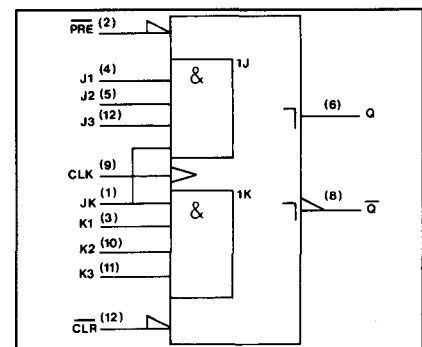 PRE (2)
1J
J1 (4)
&
J2 (5)
J3 (12)
(6) Q
CLK (9)
JK (1)
1K
(8) Q
K1 (3)
&
K2 (10)
K3 (11)
CLR (12)